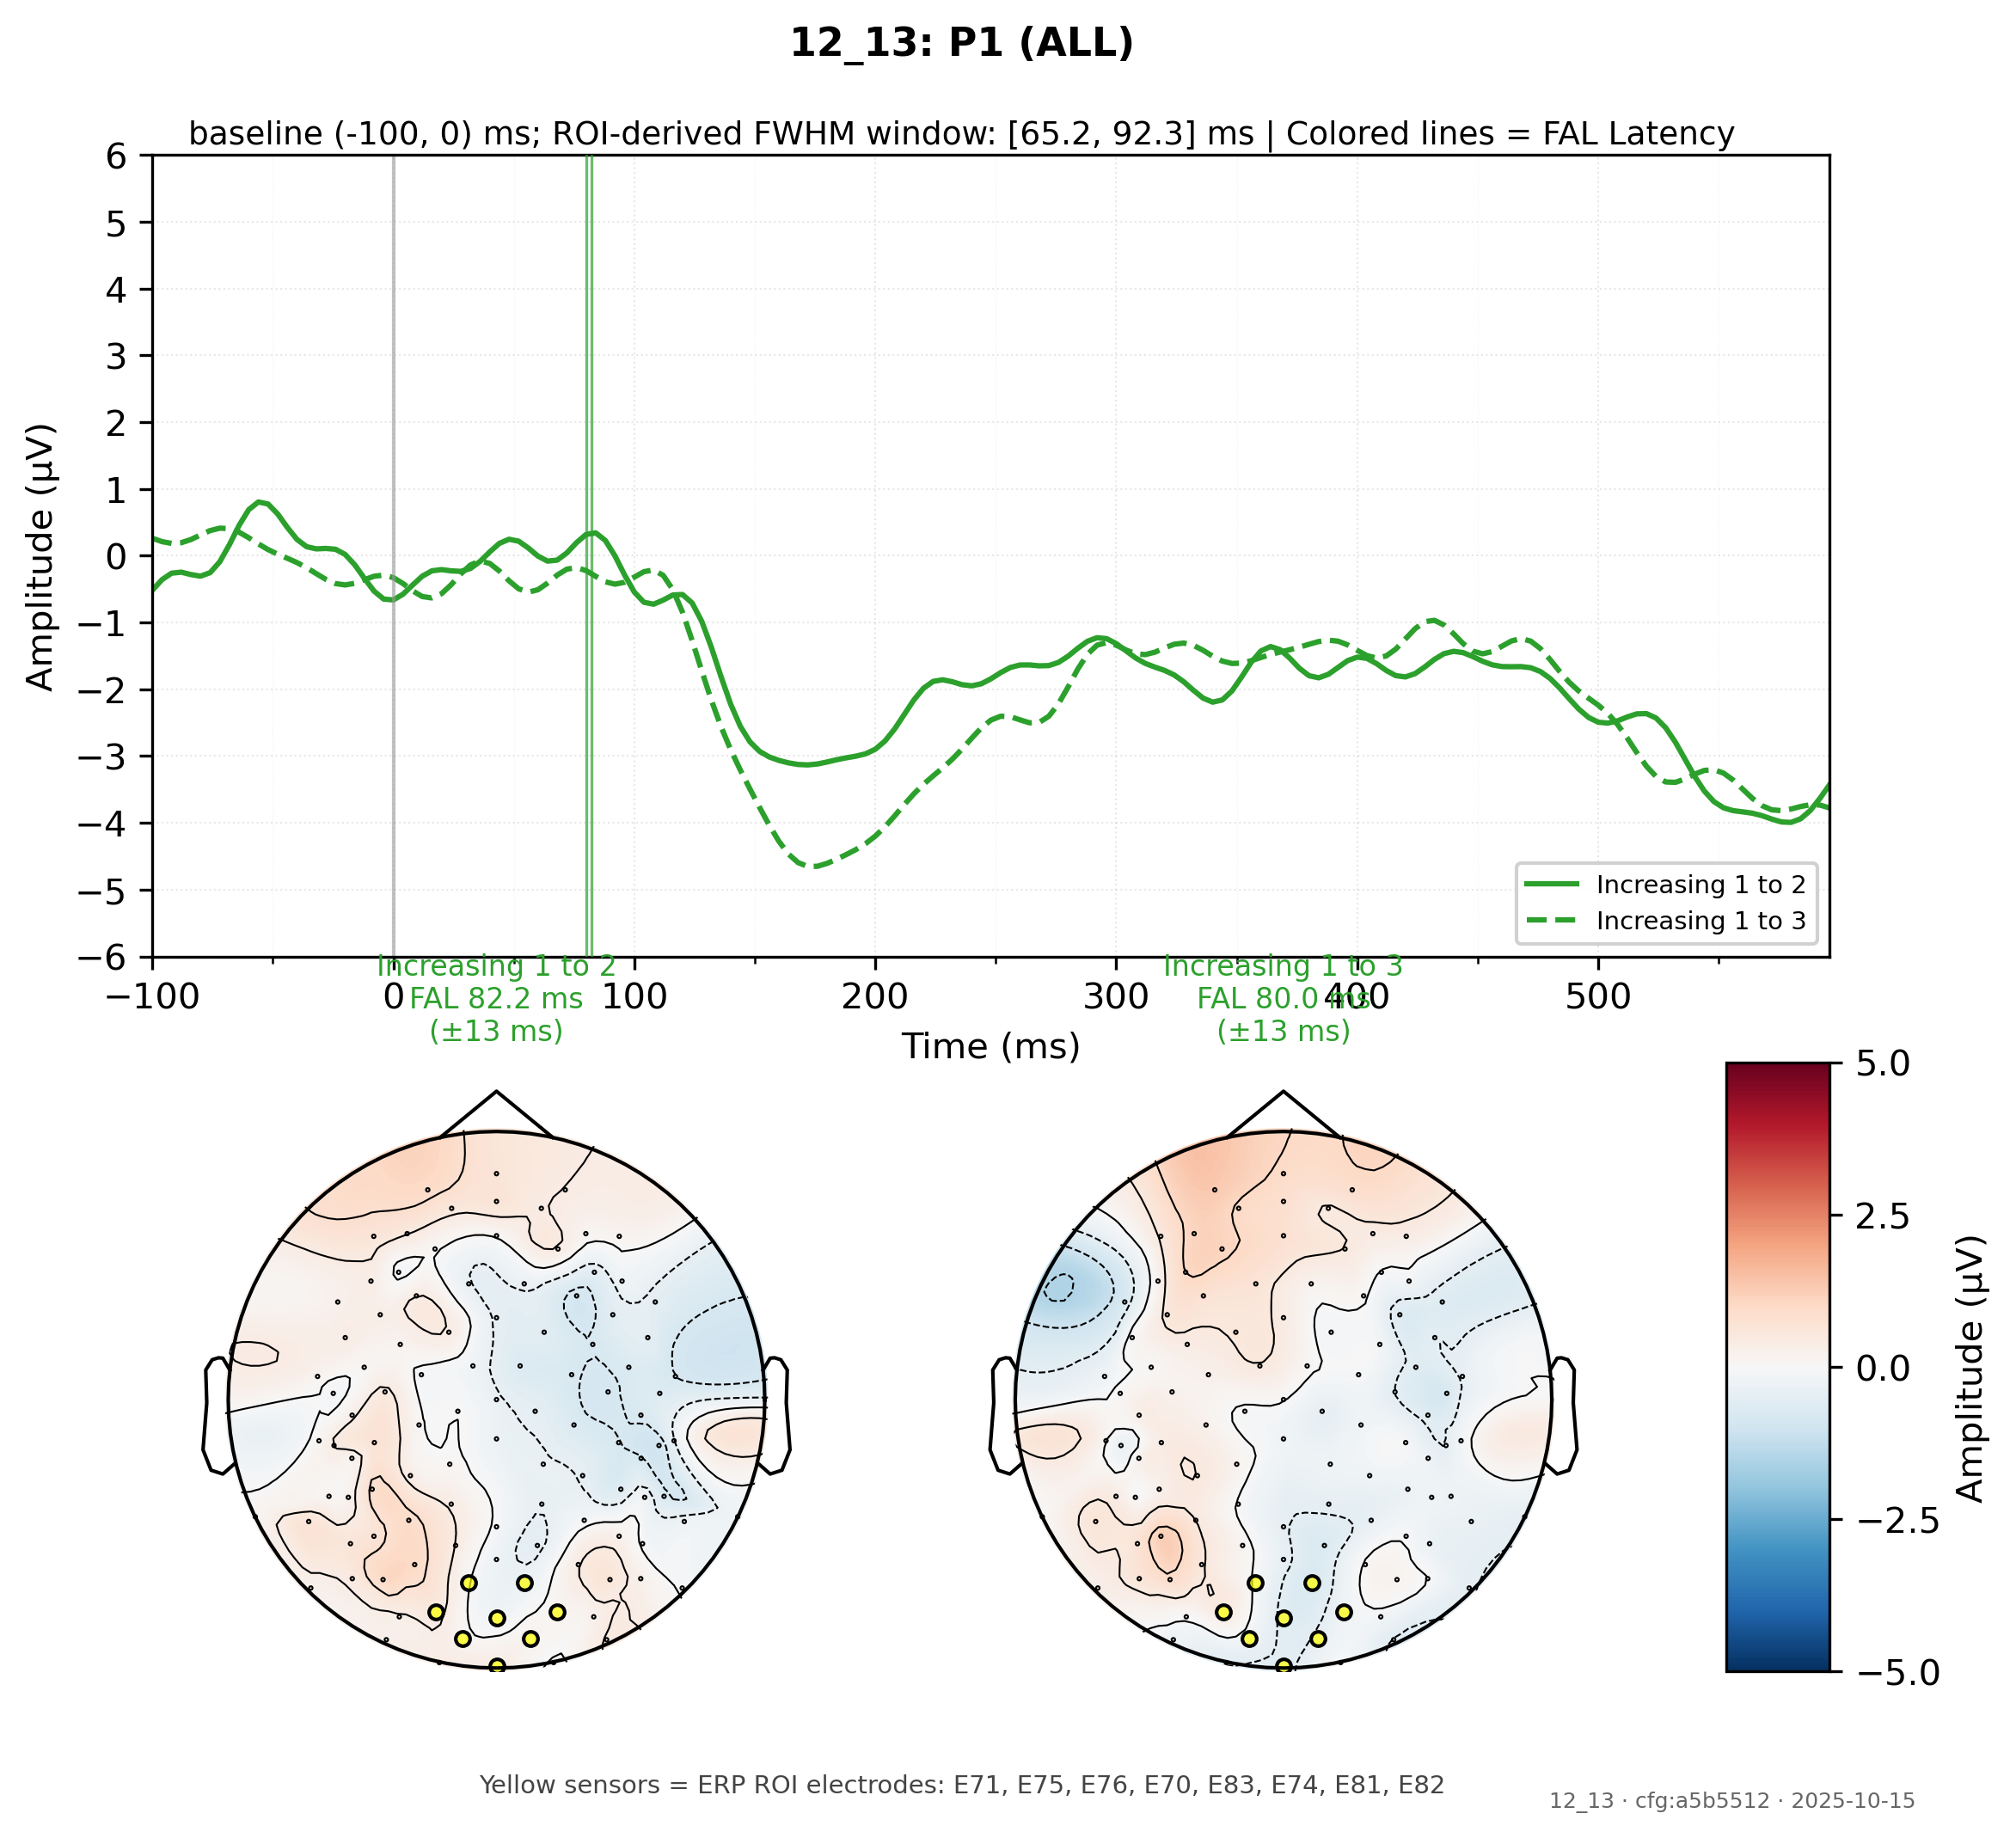 12_13: P1 (ALL)
baseline (-100, 0) ms; ROI-derived FWHM window: [65.2, 92.3] ms | Colored lines = FAL Latency
6
5
4
3
2
1
0
−1
−2
−3
−4
−5
−6
Amplitude (µV)
Increasing 1 to 2
Increasing 1 to 3
−100 0 100 200 300 400 500
Time (ms)
Increasing 1 to 2
FAL 82.2 ms
(±13 ms)
Increasing 1 to 3
FAL 80.0 ms
(±13 ms)
5.0
2.5
0.0
−2.5
−5.0
Amplitude (µV)
Yellow sensors = ERP ROI electrodes: E71, E75, E76, E70, E83, E74, E81, E82
12_13 · cfg:a5b5512 · 2025-10-15